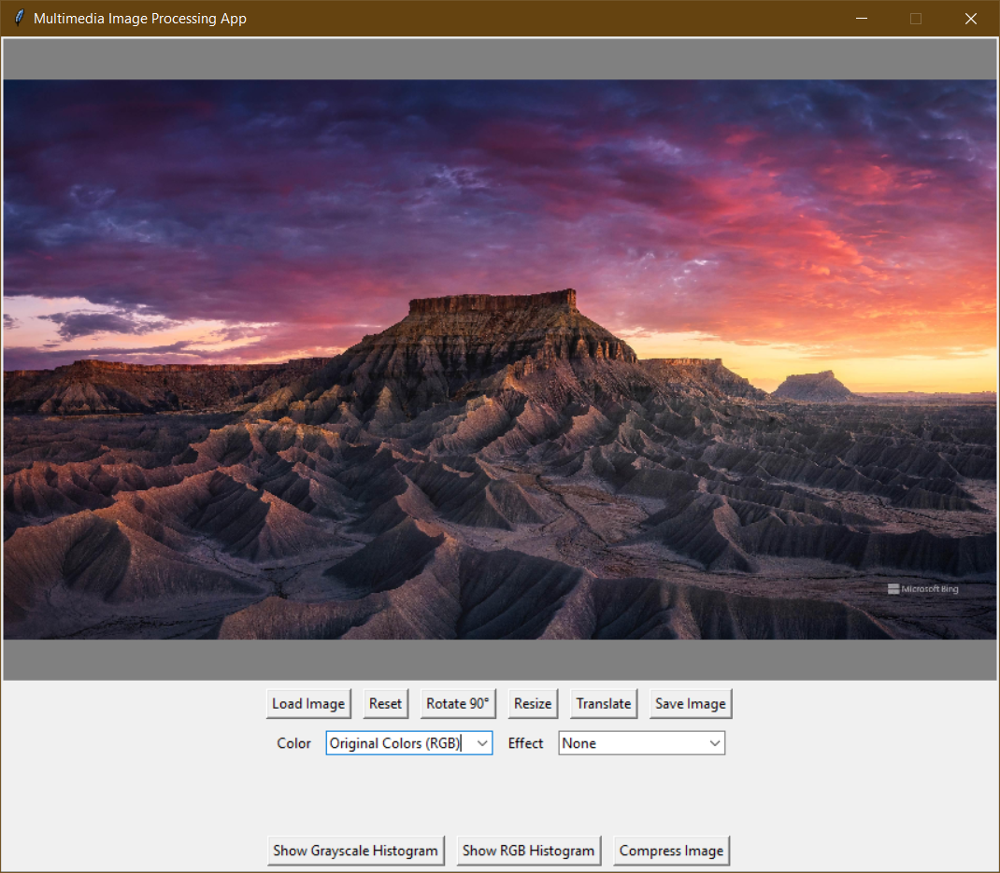 Multimedia Image Processing App
Microsoft Bing
Load Image Reset Rotate 90° Resize Translate Save Image
Color Original Colors (RGB) Effect None
Show Grayscale Histogram Show RGB Histogram Compress Image